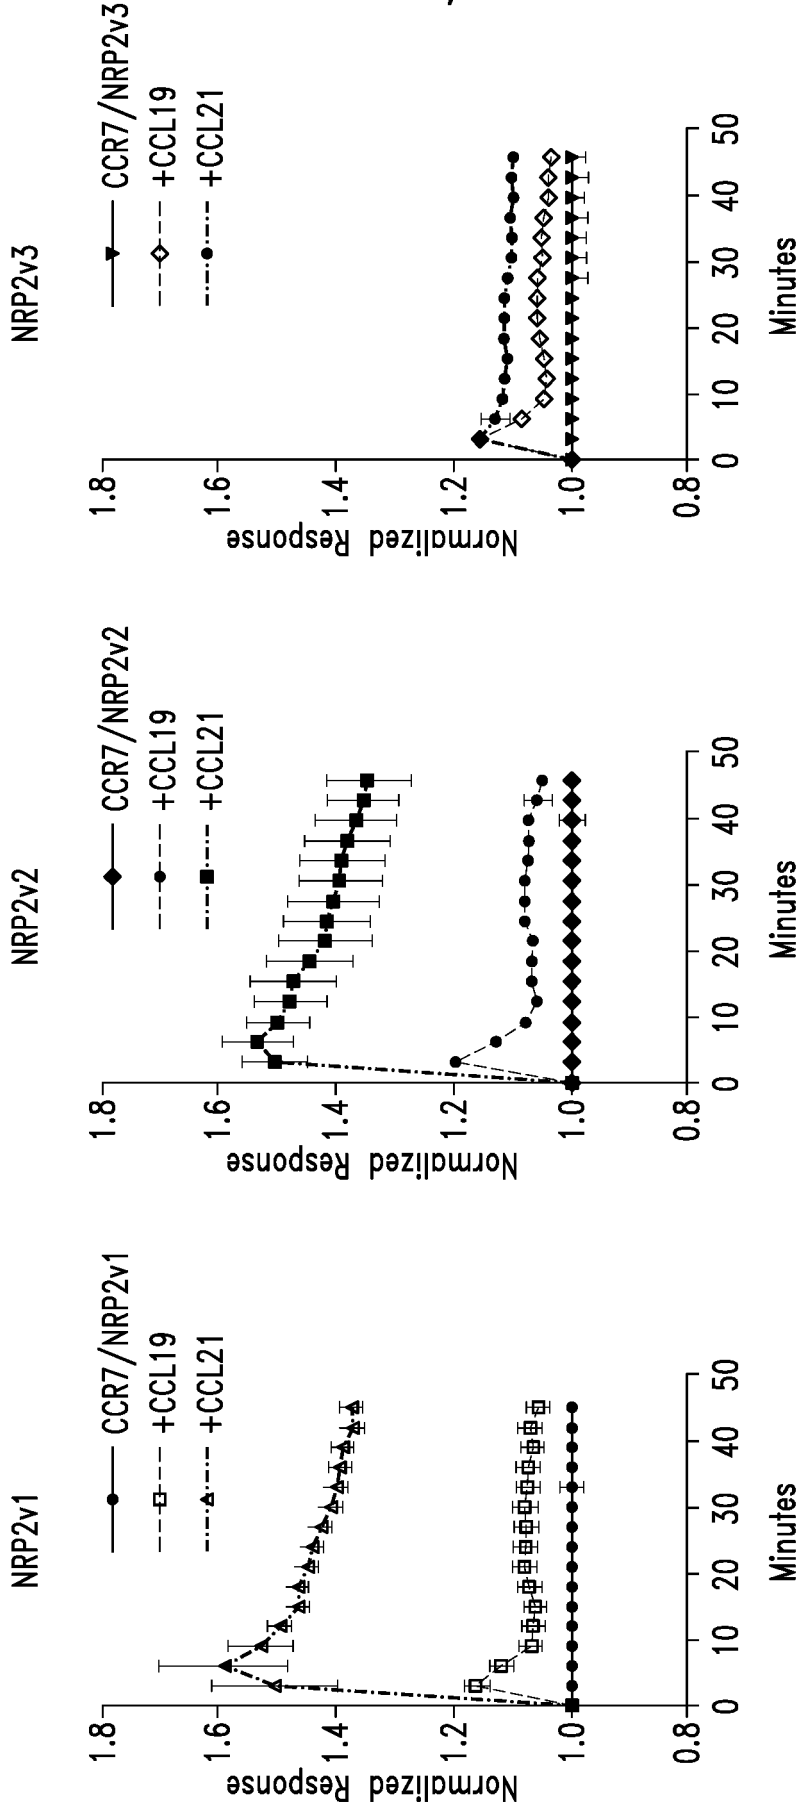 NRP2v1
CCR7/NRP2v1
+CCL19
+CCL21
Normalized Response
1.8
1.6
1.4
1.2
1.0
0.8
0 10 20 30 40 50
Minutes
NRP2v2
CCR7/NRP2v2
+CCL19
+CCL21
Normalized Response
1.8
1.6
1.4
1.2
1.0
0.8
0 10 20 30 40 50
Minutes
NRP2v3
CCR7/NRP2v3
+CCL19
+CCL21
Normalized Response
1.8
1.6
1.4
1.2
1.0
0.8
0 10 20 30 40 50
Minutes